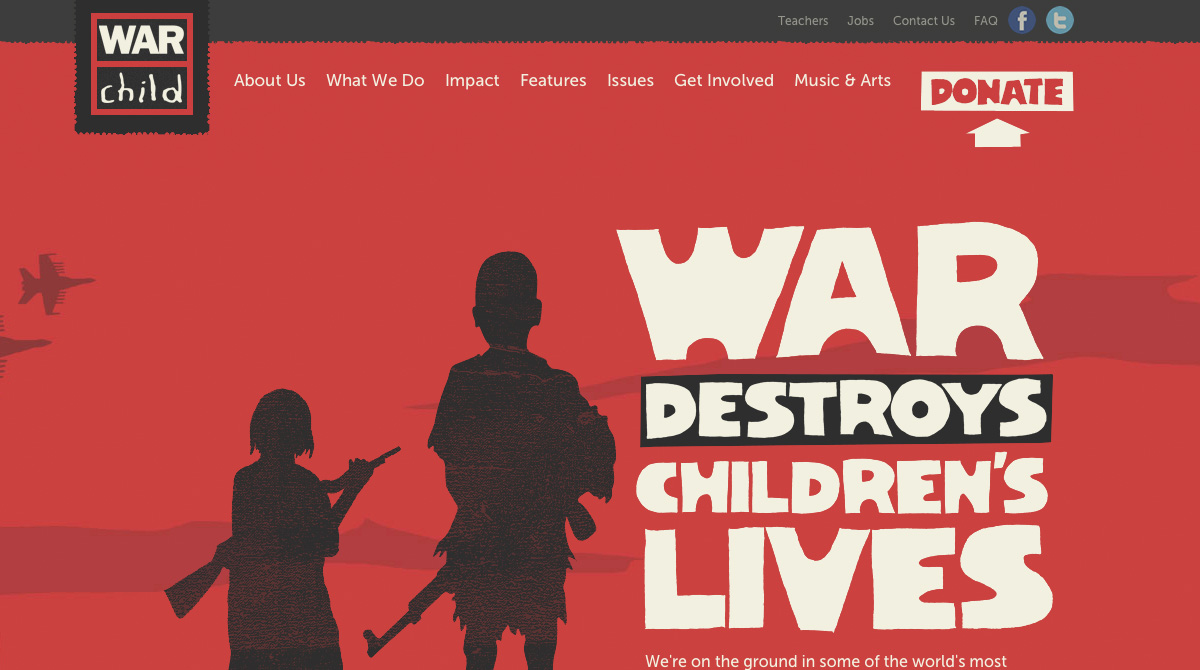 Teachers Jobs Contact Us FAQ f t
WAR
child
About Us What We Do Impact Features Issues Get Involved Music & Arts
DONATE
WAR
DESTROYS
CHILDREN'S
LIVES
We're on the ground in some of the world's most